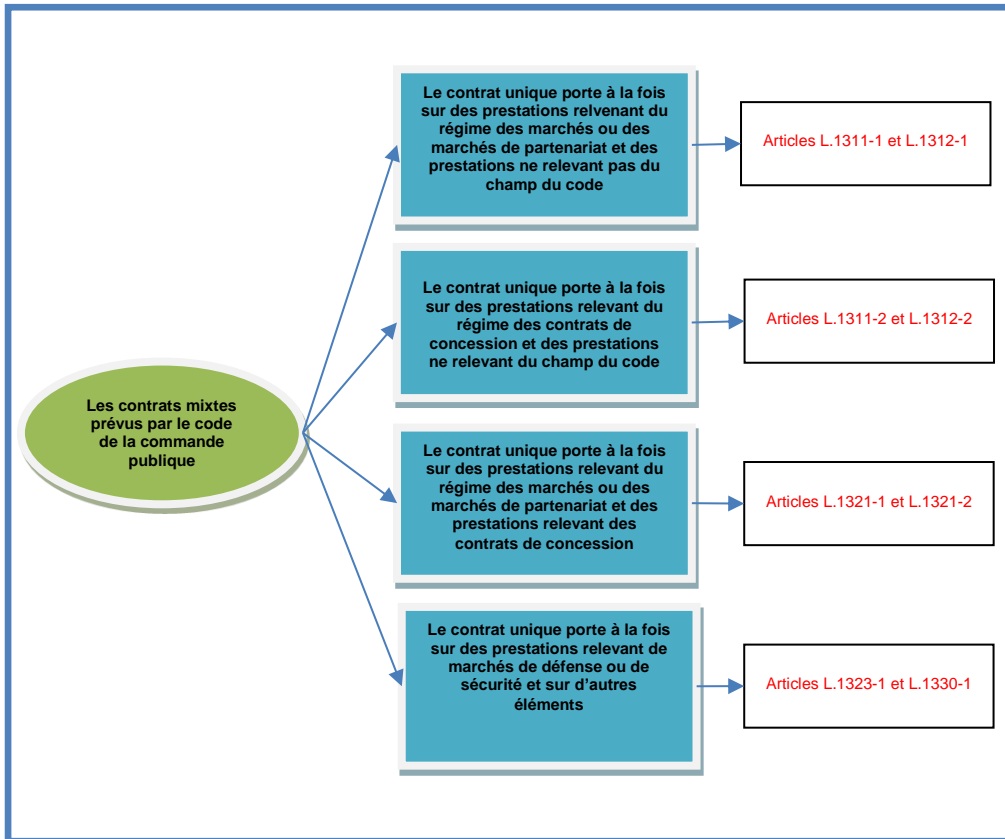 Le contrat unique porte à la fois
sur des prestations relvenant du
régime des marchés ou des
marchés de partenariat et des
prestations ne relevant pas du
champ du code
Articles L.1311-1 et L.1312-1
Le contrat unique porte à la fois
sur des prestations relevant du
régime des contrats de
concession et des prestations
ne relevant du champ du code
Articles L.1311-2 et L.1312-2
Les contrats mixtes
prévus par le code
de la commande
publique
Le contrat unique porte à la fois
sur des prestations relevant du
régime des marchés ou des
marchés de partenariat et des
prestations relevant des
contrats de concession
Articles L.1321-1 et L.1321-2
Le contrat unique porte à la fois
sur des prestations relevant de
marchés de défense ou de
sécurité et sur d'autres
éléments
Articles L.1323-1 et L.1330-1